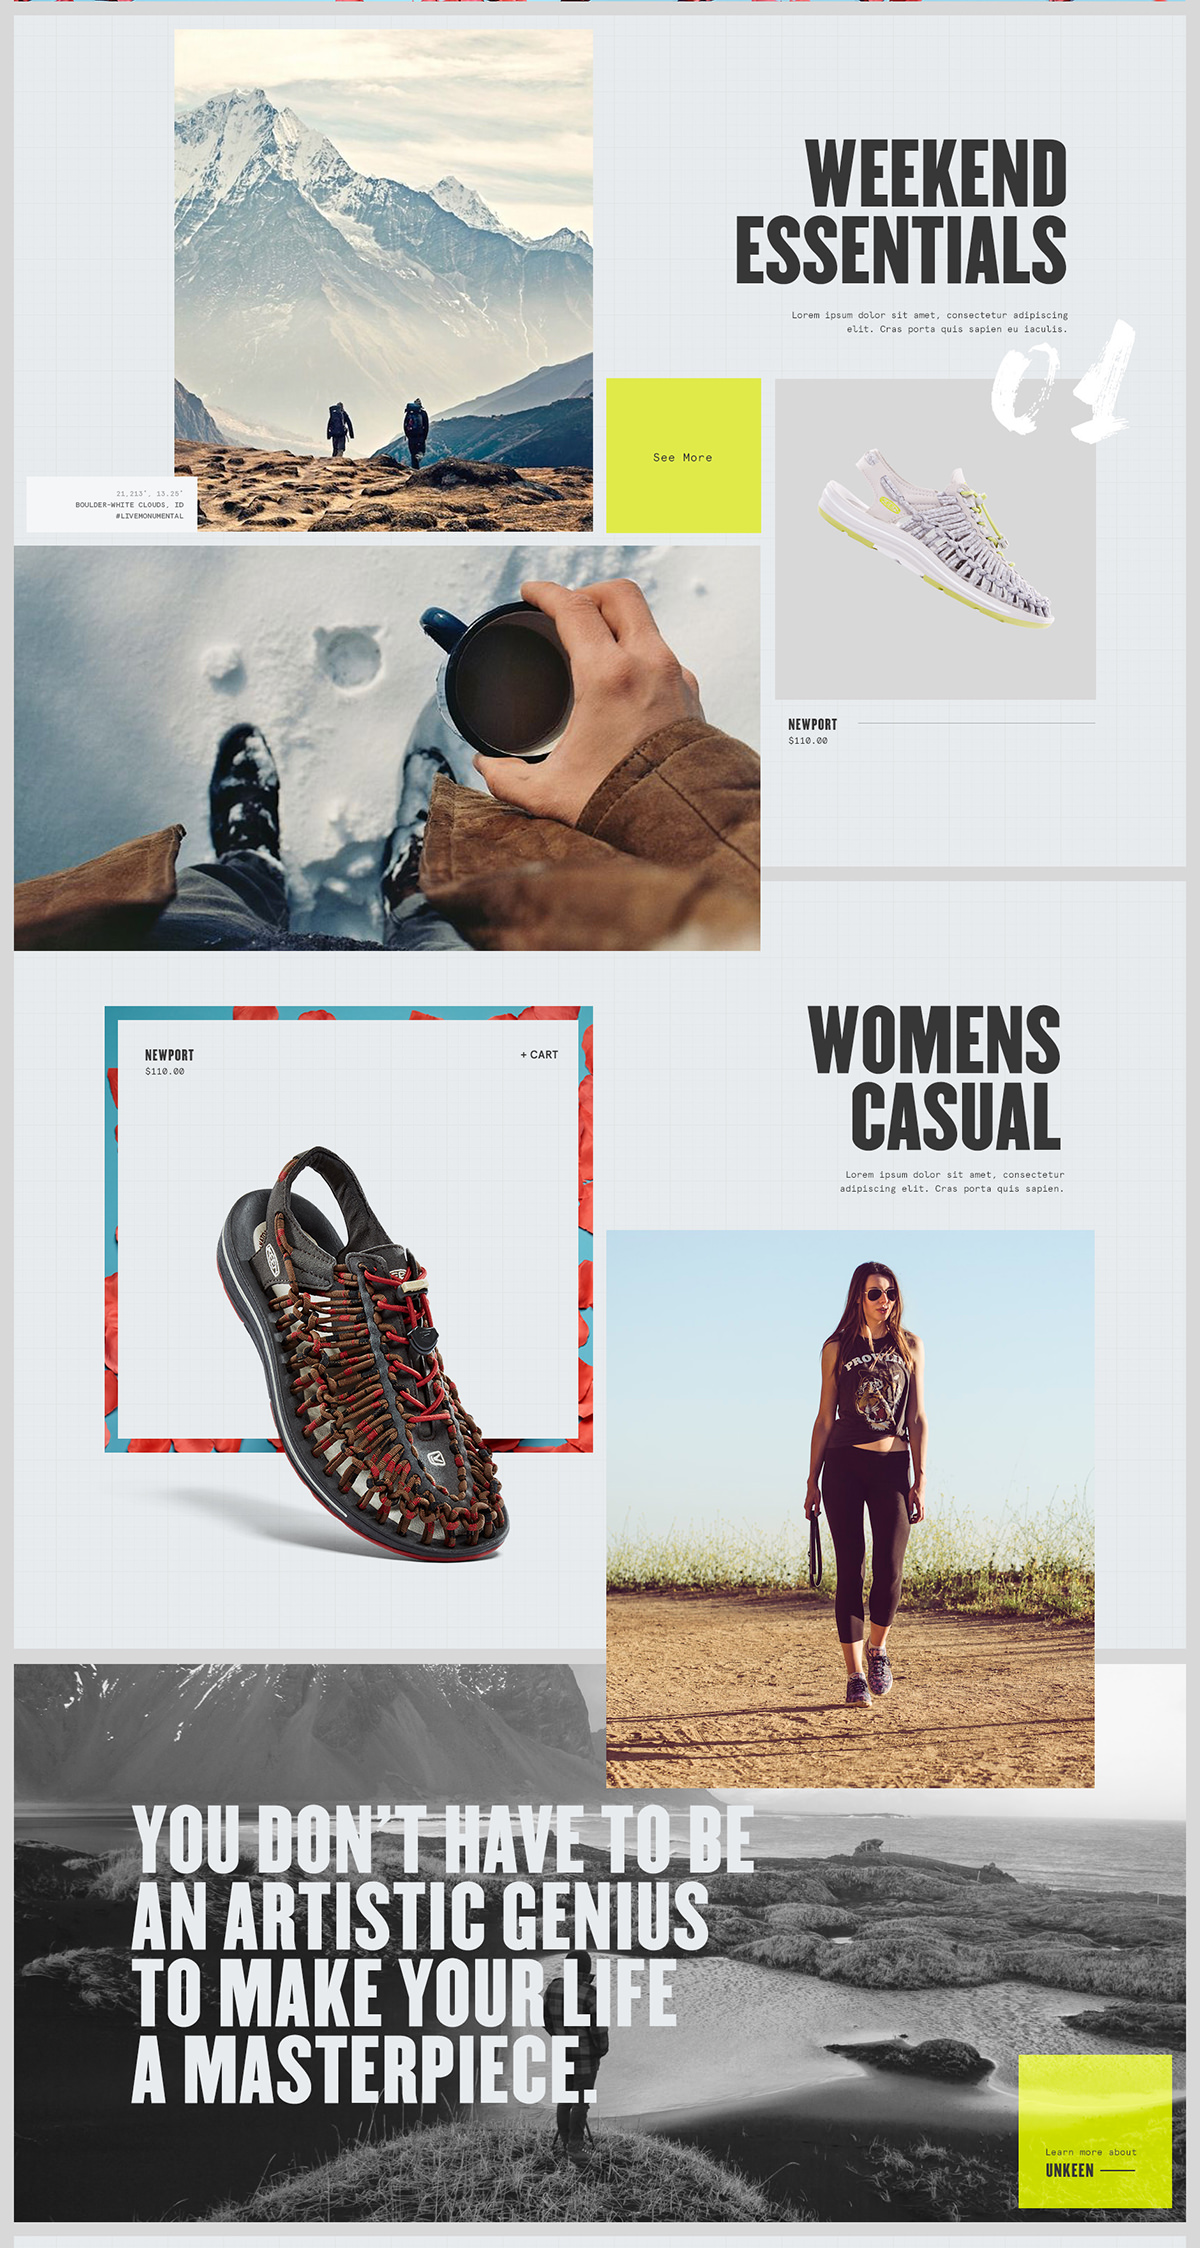 WEEKEND
ESSENTIALS
Lorem ipsum dolor sit amet, consectetur adipiscing
elit. Cras porta quis sapien eu iaculis.
01
See More
21,213', 13.25'
BOULDER-WHITE CLOUDS, ID
#LIVEMONUMENTAL
NEWPORT
$110.00
WOMENS
CASUAL
Lorem ipsum dolor sit amet, consectetur
adipiscing elit. Cras porta quis sapien.
NEWPORT
$110.00
+ CART
KEEN
YOU DON'T HAVE TO BE
AN ARTISTIC GENIUS
TO MAKE YOUR LIFE
A MASTERPIECE.
Learn more about
UNKEEN